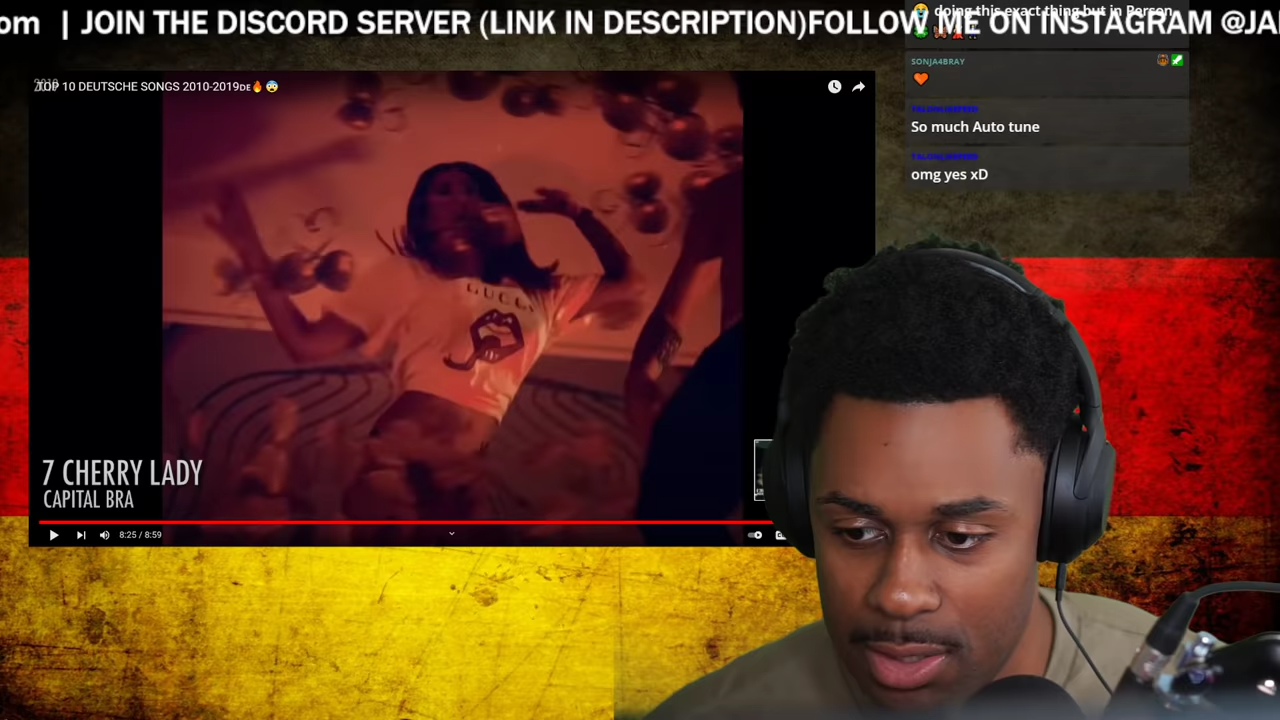 om | JOIN THE DISCORD SERVER (LINK IN DESCRIPTION)FOLLOW ME ON INSTAGRAM @JA
doing this exact thing but in Person
SONJA4BRAY
So much Auto tune
omg yes xD
TOP 10 DEUTSCHE SONGS 2010-2019DE
GUCCI
7 CHERRY LADY
CAPITAL BRA
8:25 / 8:59